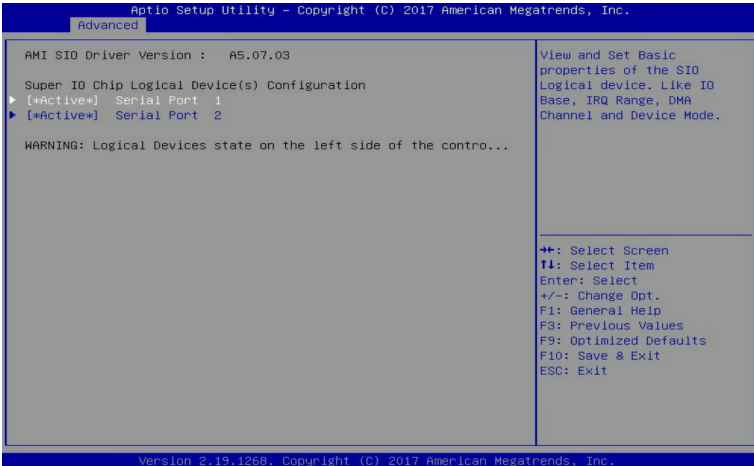 Aptio Setup Utility – Copyright (C) 2017 American Megatrends, Inc.
Advanced
AMI SIO Driver Version : A5.07.03
Super IO Chip Logical Device(s) Configuration
[*Active*] Serial Port 1
[*Active*] Serial Port 2
WARNING: Logical Devices state on the left side of the contro...
View and Set Basic
properties of the SIO
Logical device. Like IO
Base, IRQ Range, DMA
Channel and Device Mode.
→←: Select Screen
↑↓: Select Item
Enter: Select
+/-: Change Opt.
F1: General Help
F3: Previous Values
F9: Optimized Defaults
F10: Save & Exit
ESC: Exit
Version 2.19.1268. Copyright (C) 2017 American Megatrends, Inc.